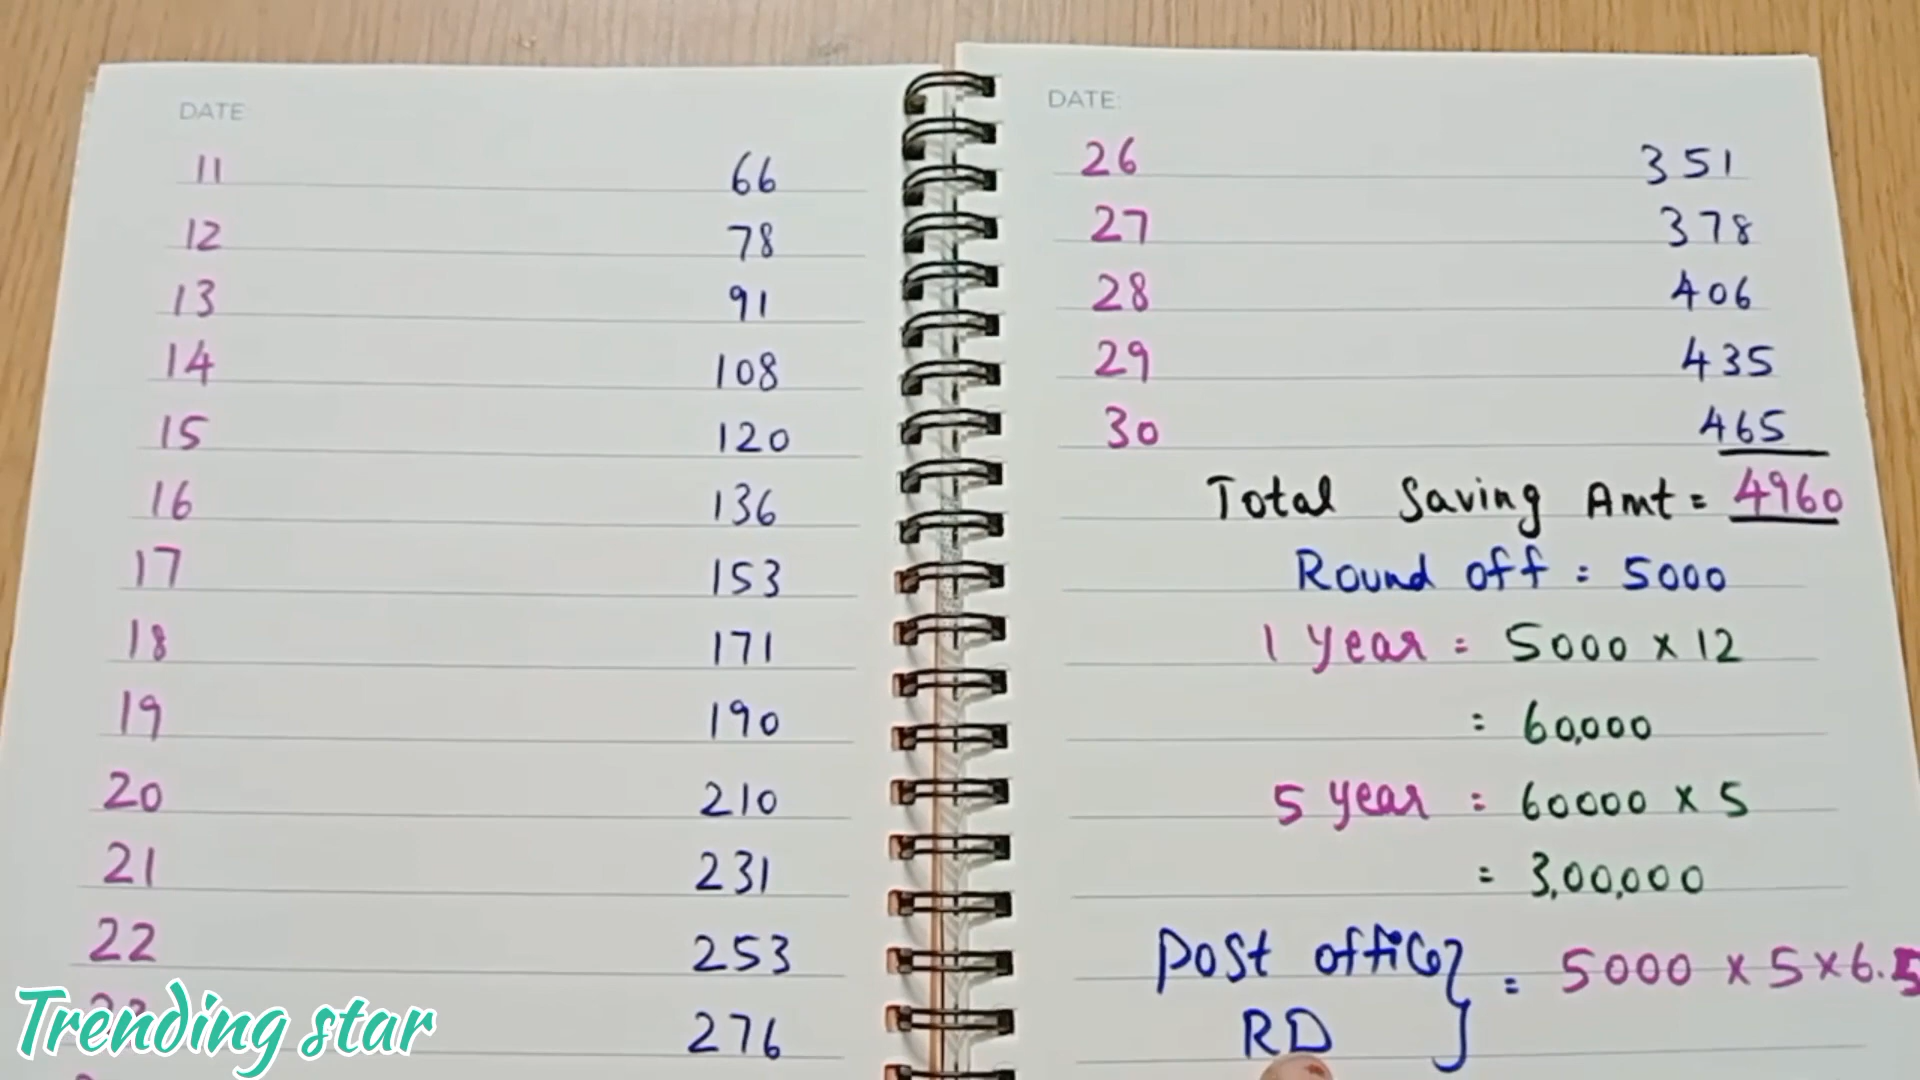 DATE
11 66
12 78
13 91
14 108
15 120
16 136
17 153
18 171
19 190
20 210
21 231
22 253
276
Trending star
DATE:
26 351
27 378
28 406
29 435
30 465
Total Saving Amt = 4960
Round off = 5000
1 Year = 5000 x 12
= 60,000
5 Year = 60000 x 5
= 3,00,000
Post office } = 5000 x 5 x 6.5
RD